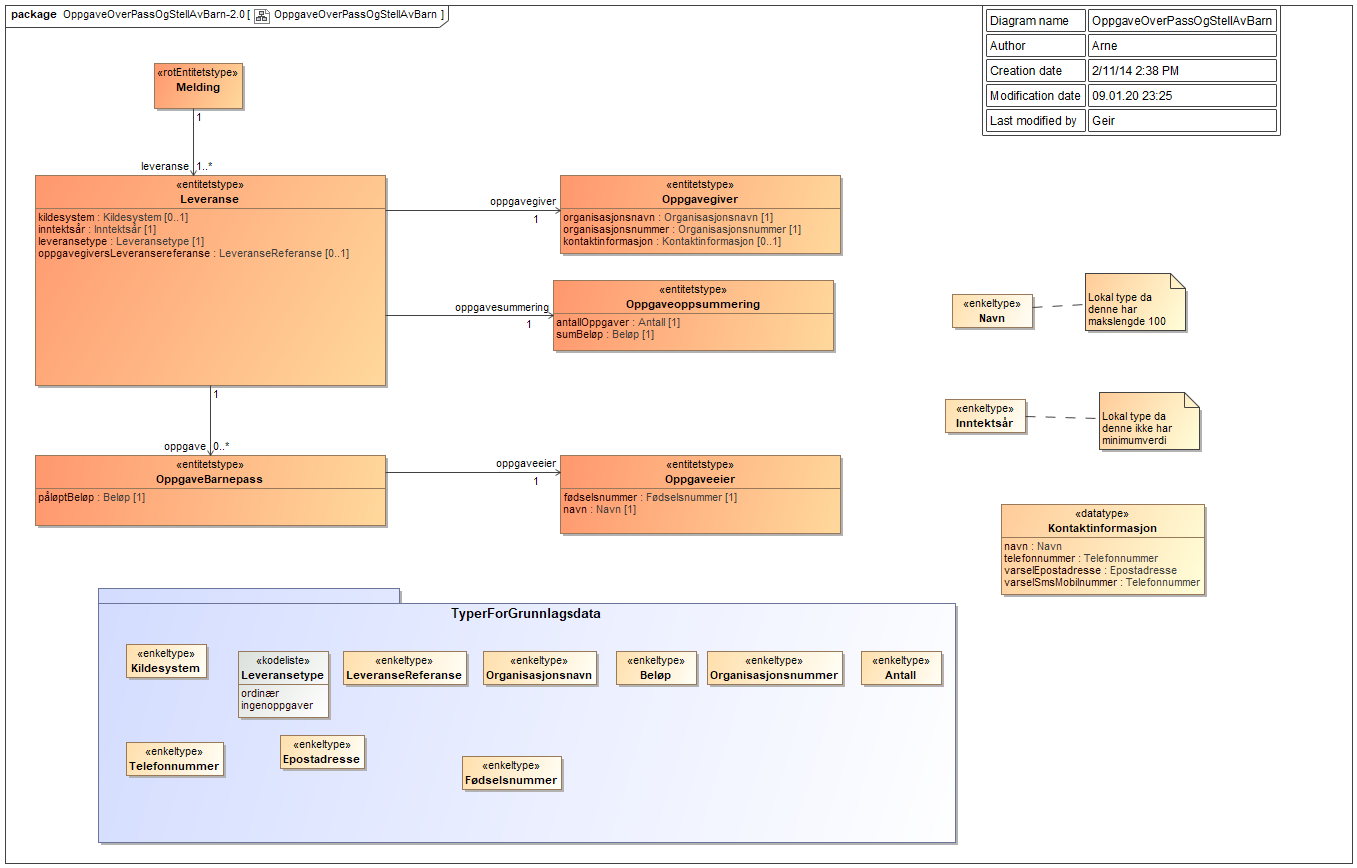 package OppgaveOverPassOgStellAvBarn-2.0 [ OppgaveOverPassOgStellAvBarn ]
Diagram name OppgaveOverPassOgStellAvBarn
Author Arne
Creation date 2/11/14 2:38 PM
Modification date 09.01.20 23:25
Last modified by Geir
«rotEntitetstype»
Melding
1
leveranse 1..*
«entitetstype»
Leveranse
kildesystem : Kildesystem [0..1]
inntektsår : Inntektsår [1]
leveransetype : Leveransetype [1]
oppgavegiversLeveransereferanse : LeveranseReferanse [0..1]
oppgavegiver
1
«entitetstype»
Oppgavegiver
organisasjonsnavn : Organisasjonsnavn [1]
organisasjonsnummer : Organisasjonsnummer [1]
kontaktinformasjon : Kontaktinformasjon [0..1]
oppgavesummering
1
«entitetstype»
Oppgaveoppsummering
antallOppgaver : Antall [1]
sumBeløp : Beløp [1]
«enkeltype»
Navn
Lokal type da
denne har
makslengde 100
1
oppgave 0..*
«enkeltype»
Inntektsår
Lokal type da
denne ikke har
minimumverdi
«entitetstype»
OppgaveBarnepass
påløptBeløp : Beløp [1]
oppgaveeier
1
«entitetstype»
Oppgaveeier
fødselsnummer : Fødselsnummer [1]
navn : Navn [1]
«datatype»
Kontaktinformasjon
navn : Navn
telefonnummer : Telefonnummer
varselEpostadresse : Epostadresse
varselSmsMobilnummer : Telefonnummer
TyperForGrunnlagsdata
«enkeltype»
Kildesystem
«kodeliste»
Leveransetype
ordinær
ingenoppgaver
«enkeltype»
LeveranseReferanse
«enkeltype»
Organisasjonsnavn
«enkeltype»
Beløp
«enkeltype»
Organisasjonsnummer
«enkeltype»
Antall
«enkeltype»
Telefonnummer
«enkeltype»
Epostadresse
«enkeltype»
Fødselsnummer